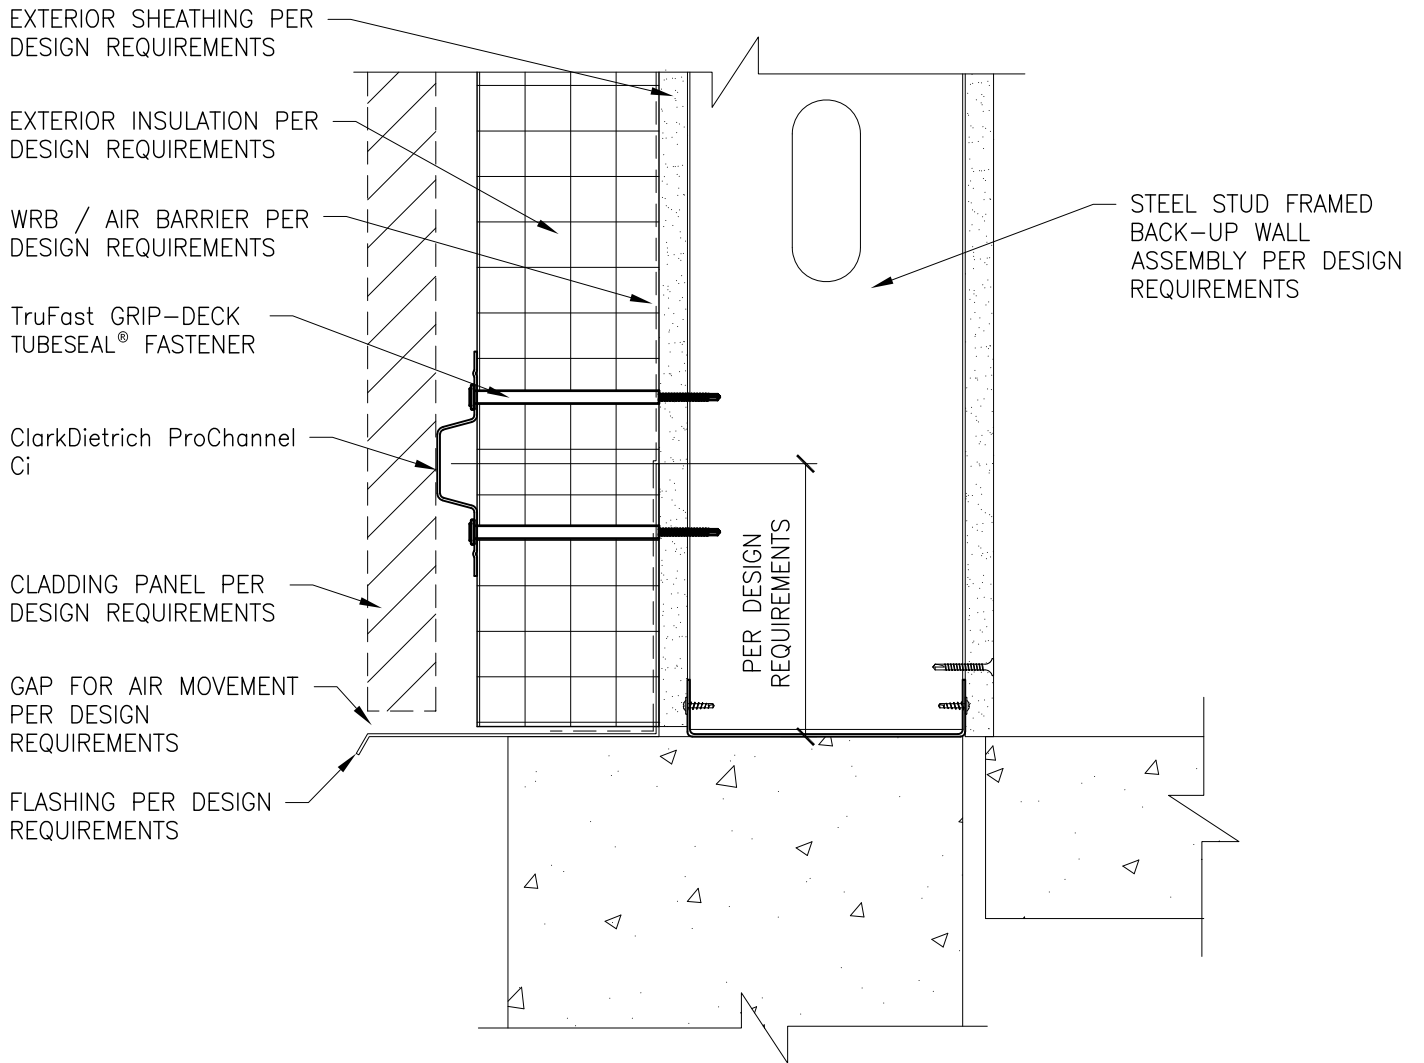 EXTERIOR SHEATHING PER
DESIGN REQUIREMENTS
EXTERIOR INSULATION PER
DESIGN REQUIREMENTS
WRB / AIR BARRIER PER
DESIGN REQUIREMENTS
TruFast GRIP-DECK
TUBESEAL® FASTENER
ClarkDietrich ProChannel
Ci
CLADDING PANEL PER
DESIGN REQUIREMENTS
GAP FOR AIR MOVEMENT
PER DESIGN
REQUIREMENTS
FLASHING PER DESIGN
REQUIREMENTS
PER DESIGN
REQUIREMENTS
STEEL STUD FRAMED
BACK-UP WALL
ASSEMBLY PER DESIGN
REQUIREMENTS